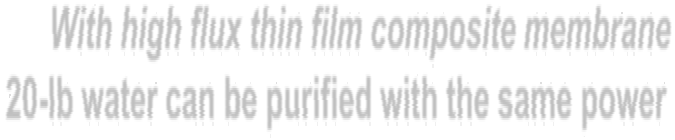 With high flux thin film composite membrane
20-lb water can be purified with the same power